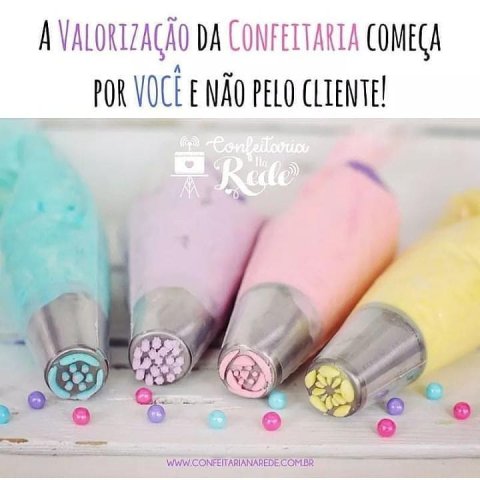 A VALORIZAÇÃO DA CONFEITARIA COMEÇA
POR VOCÊ E NÃO PELO CLIENTE!
Confeitaria
Na
Rede
WWW.CONFEITARIANAREDE.COM.BR